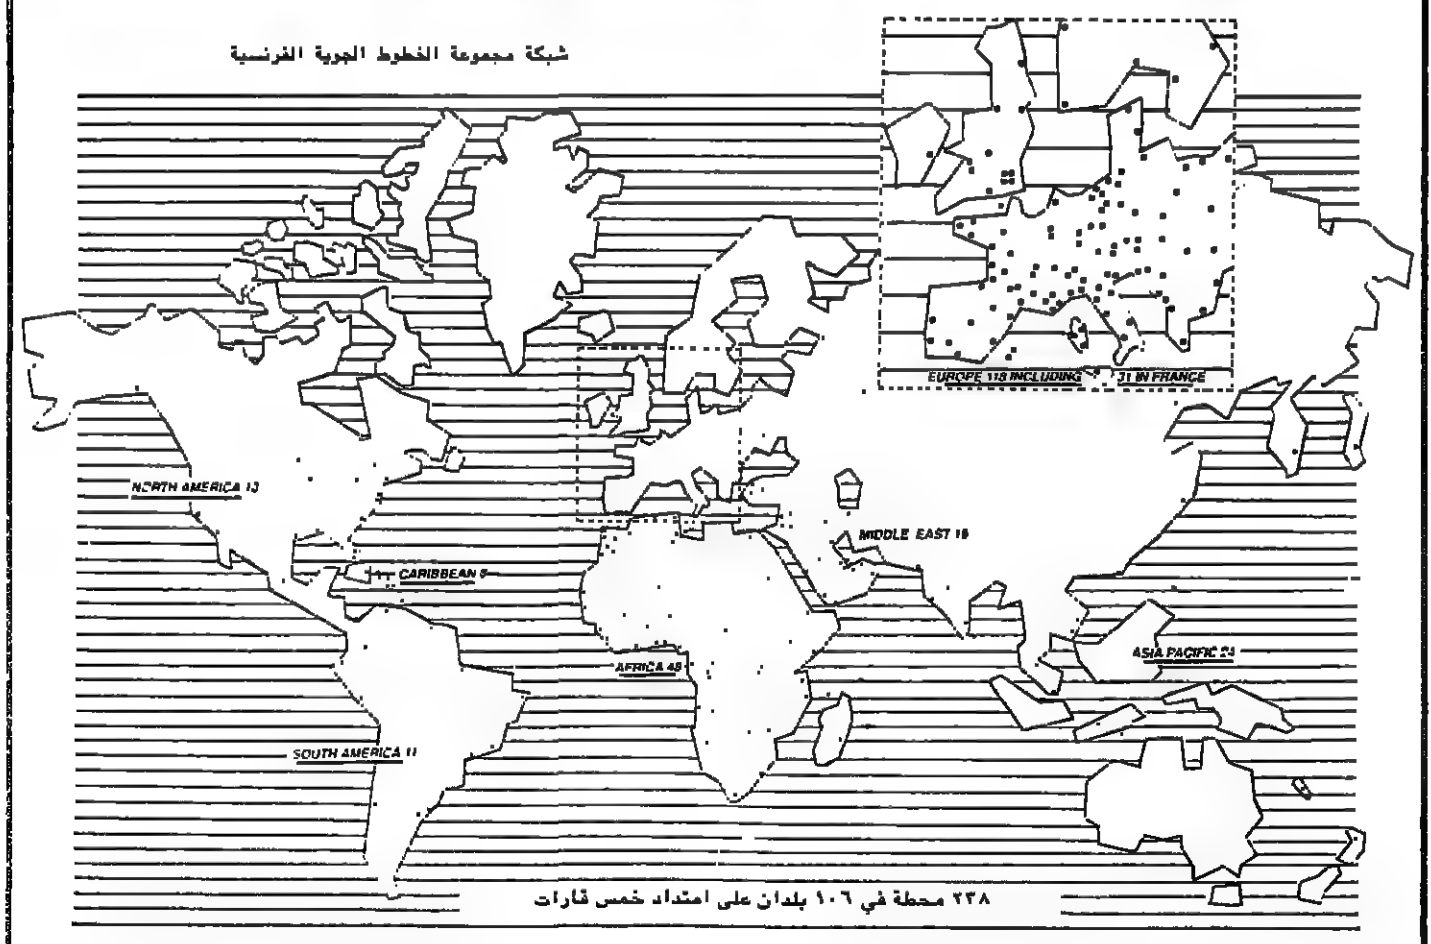 شبكة مجموعة الخطوط الجوية الفرنسية
EUROPE 118 INCLUDING 31 IN FRANCE
NORTH AMERICA 13
MIDDLE EAST
CARIBBEAN
ASIA PACIFIC 24
AFRICA
SOUTH AMERICA 11
٢٣٨ محطة في ١٠٦ بلدان على امتداد خمس قارات